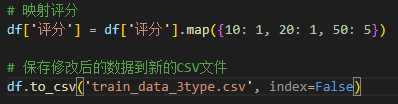 # 映射评分
df['评分'] = df['评分'].map({10: 1, 20: 1, 50: 5})
# 保存修改后的数据到新的CSV文件
df.to_csv('train_data_3type.csv', index=False)